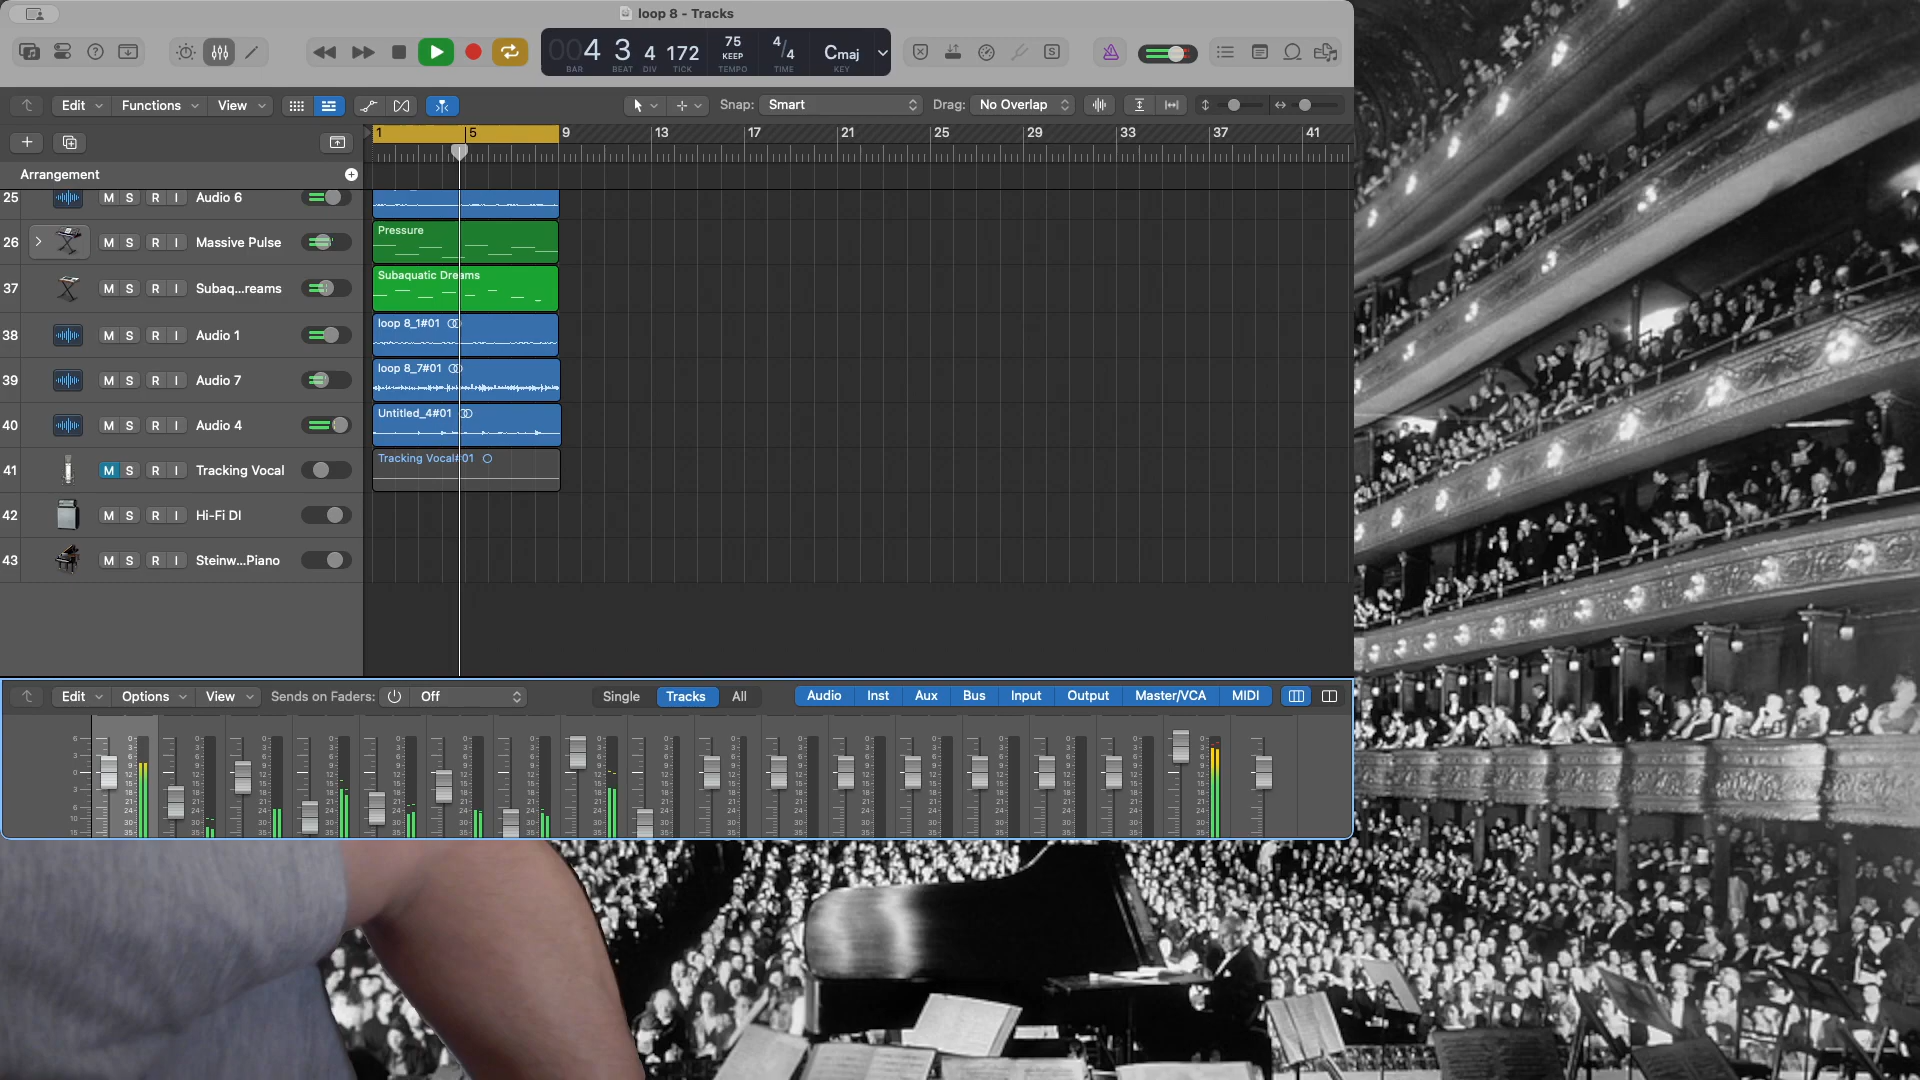 loop 8 - Tracks
004 3 4 172 75 KEEP 4/4 Cmaj
BAR BEAT DIV TICK TEMPO TIME KEY
Edit Functions View Snap: Smart Drag: No Overlap
1 5 9 13 17 21 25 29 33 37 41
Arrangement
25 M S R I Audio 6
26 M S R I Massive Pulse
Pressure
37 M S R I Subaq...reams
Subaquatic Dreams
38 M S R I Audio 1
loop 8_1#01
39 M S R I Audio 7
loop 8_7#01
40 M S R I Audio 4
Untitled_4#01
41 M S R I Tracking Vocal
Tracking Vocal#01
42 M S R I Hi-Fi DI
43 M S R I Steinw...Piano
Edit Options View Sends on Faders: Off Single Tracks All Audio Inst Aux Bus Input Output Master/VCA MIDI